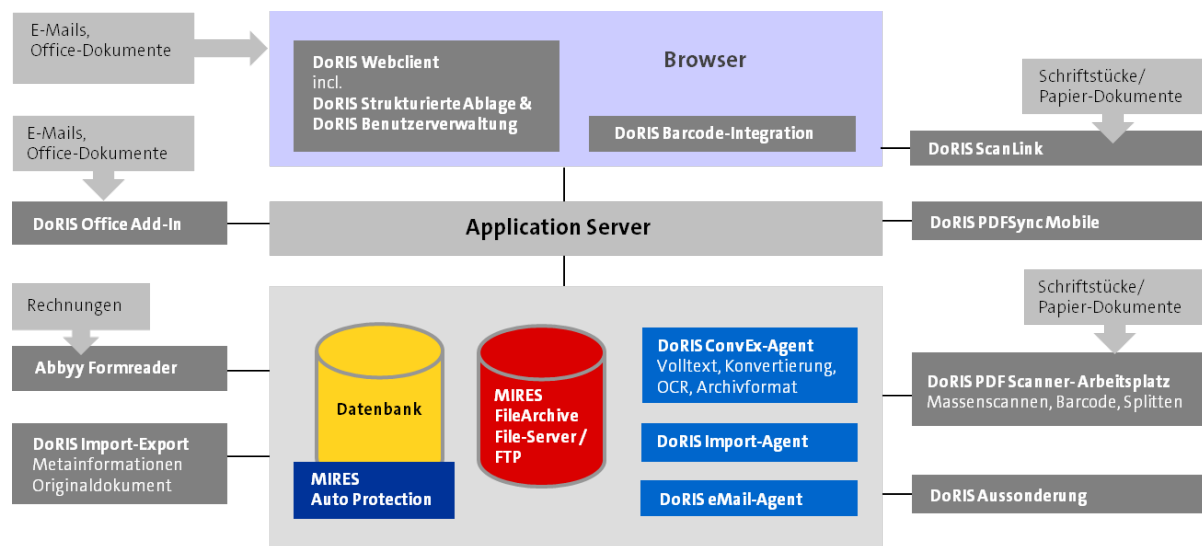 E-Mails,
Office-Dokumente
DoRIS Webclient
incl.
DoRIS Strukturierte Ablage &
DoRIS Benutzerverwaltung
Browser
DoRIS Barcode-Integration
Schriftstücke/
Papier-Dokumente
DoRIS ScanLink
E-Mails,
Office-Dokumente
DoRIS Office Add-In
Application Server
DoRIS PDFSync Mobile
Rechnungen
Abbyy Formreader
DoRIS Import-Export
Metainformationen
Originaldokument
Datenbank
MIRES
Auto Protection
MIRES
FileArchive
File-Server /
FTP
DoRIS ConvEx-Agent
Volltext, Konvertierung,
OCR, Archivformat
DoRIS Import-Agent
DoRIS eMail-Agent
Schriftstücke/
Papier-Dokumente
DoRIS PDF Scanner- Arbeitsplatz
Massenscannen, Barcode, Splitten
DoRIS Aussonderung